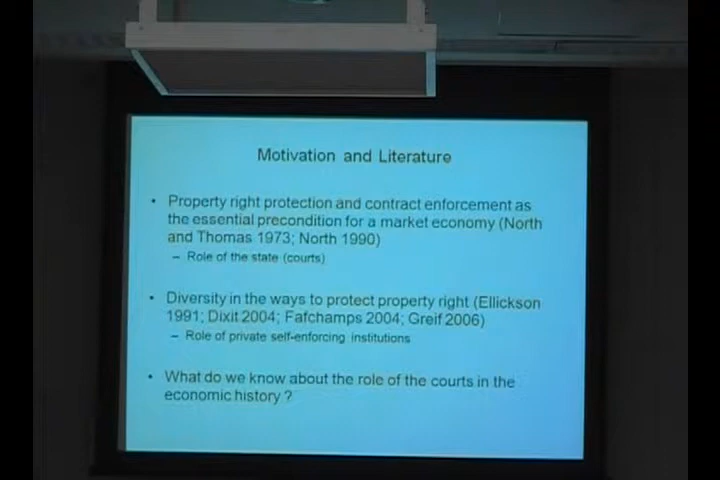 Motivation and Literature
• Property right protection and contract enforcement as
the essential precondition for a market economy (North
and Thomas 1973; North 1990)
– Role of the state (courts)
• Diversity in the ways to protect property right (Ellickson
1991; Dixit 2004; Fafchamps 2004; Greif 2006)
– Role of private self-enforcing institutions
• What do we know about the role of the courts in the
economic history ?